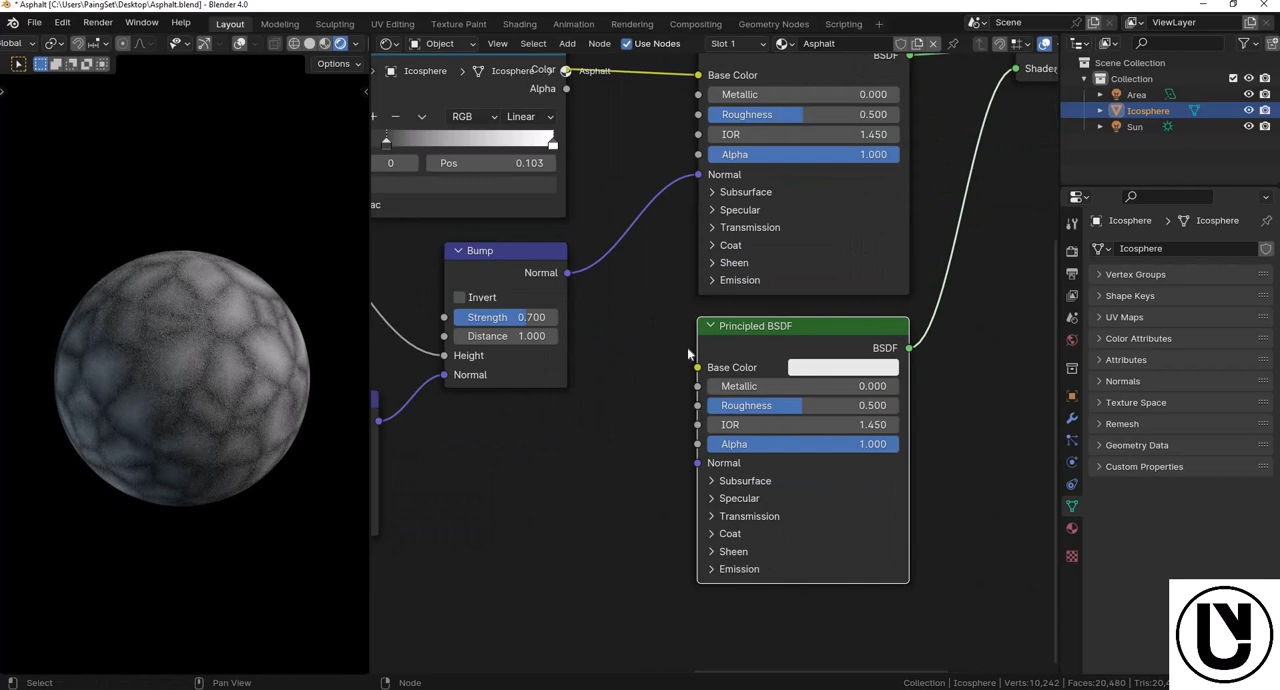 * Asphalt [C:\Users\PaingSet\Desktop\Asphalt.blend] - Blender 4.0
File Edit Render Window Help Layout Modeling Sculpting UV Editing Texture Paint Shading Animation Rendering Compositing Geometry Nodes Scripting + Scene ViewLayer
lobal Object View Select Add Node Use Nodes Slot 1 Asphalt
Options
Icosphere > Icosphere > Asphalt
Color
Alpha
RGB Linear
0 Pos 0.103
ac
Bump
Normal
Invert
Strength 0.700
Distance 1.000
Height
Normal
BSDF
Base Color
Metallic 0.000
Roughness 0.500
IOR 1.450
Alpha 1.000
Normal
Subsurface
Specular
Transmission
Coat
Sheen
Emission
Principled BSDF
BSDF
Base Color
Metallic 0.000
Roughness 0.500
IOR 1.450
Alpha 1.000
Normal
Subsurface
Specular
Transmission
Coat
Sheen
Emission
Scene Collection
Collection
Area
Icosphere
Sun
Icosphere > Icosphere
Icosphere
Vertex Groups
Shape Keys
UV Maps
Color Attributes
Attributes
Normals
Texture Space
Remesh
Geometry Data
Custom Properties
Select Pan View Node Collection | Icosphere | Verts:10,242 | Faces:20,480 | Tris:20,4